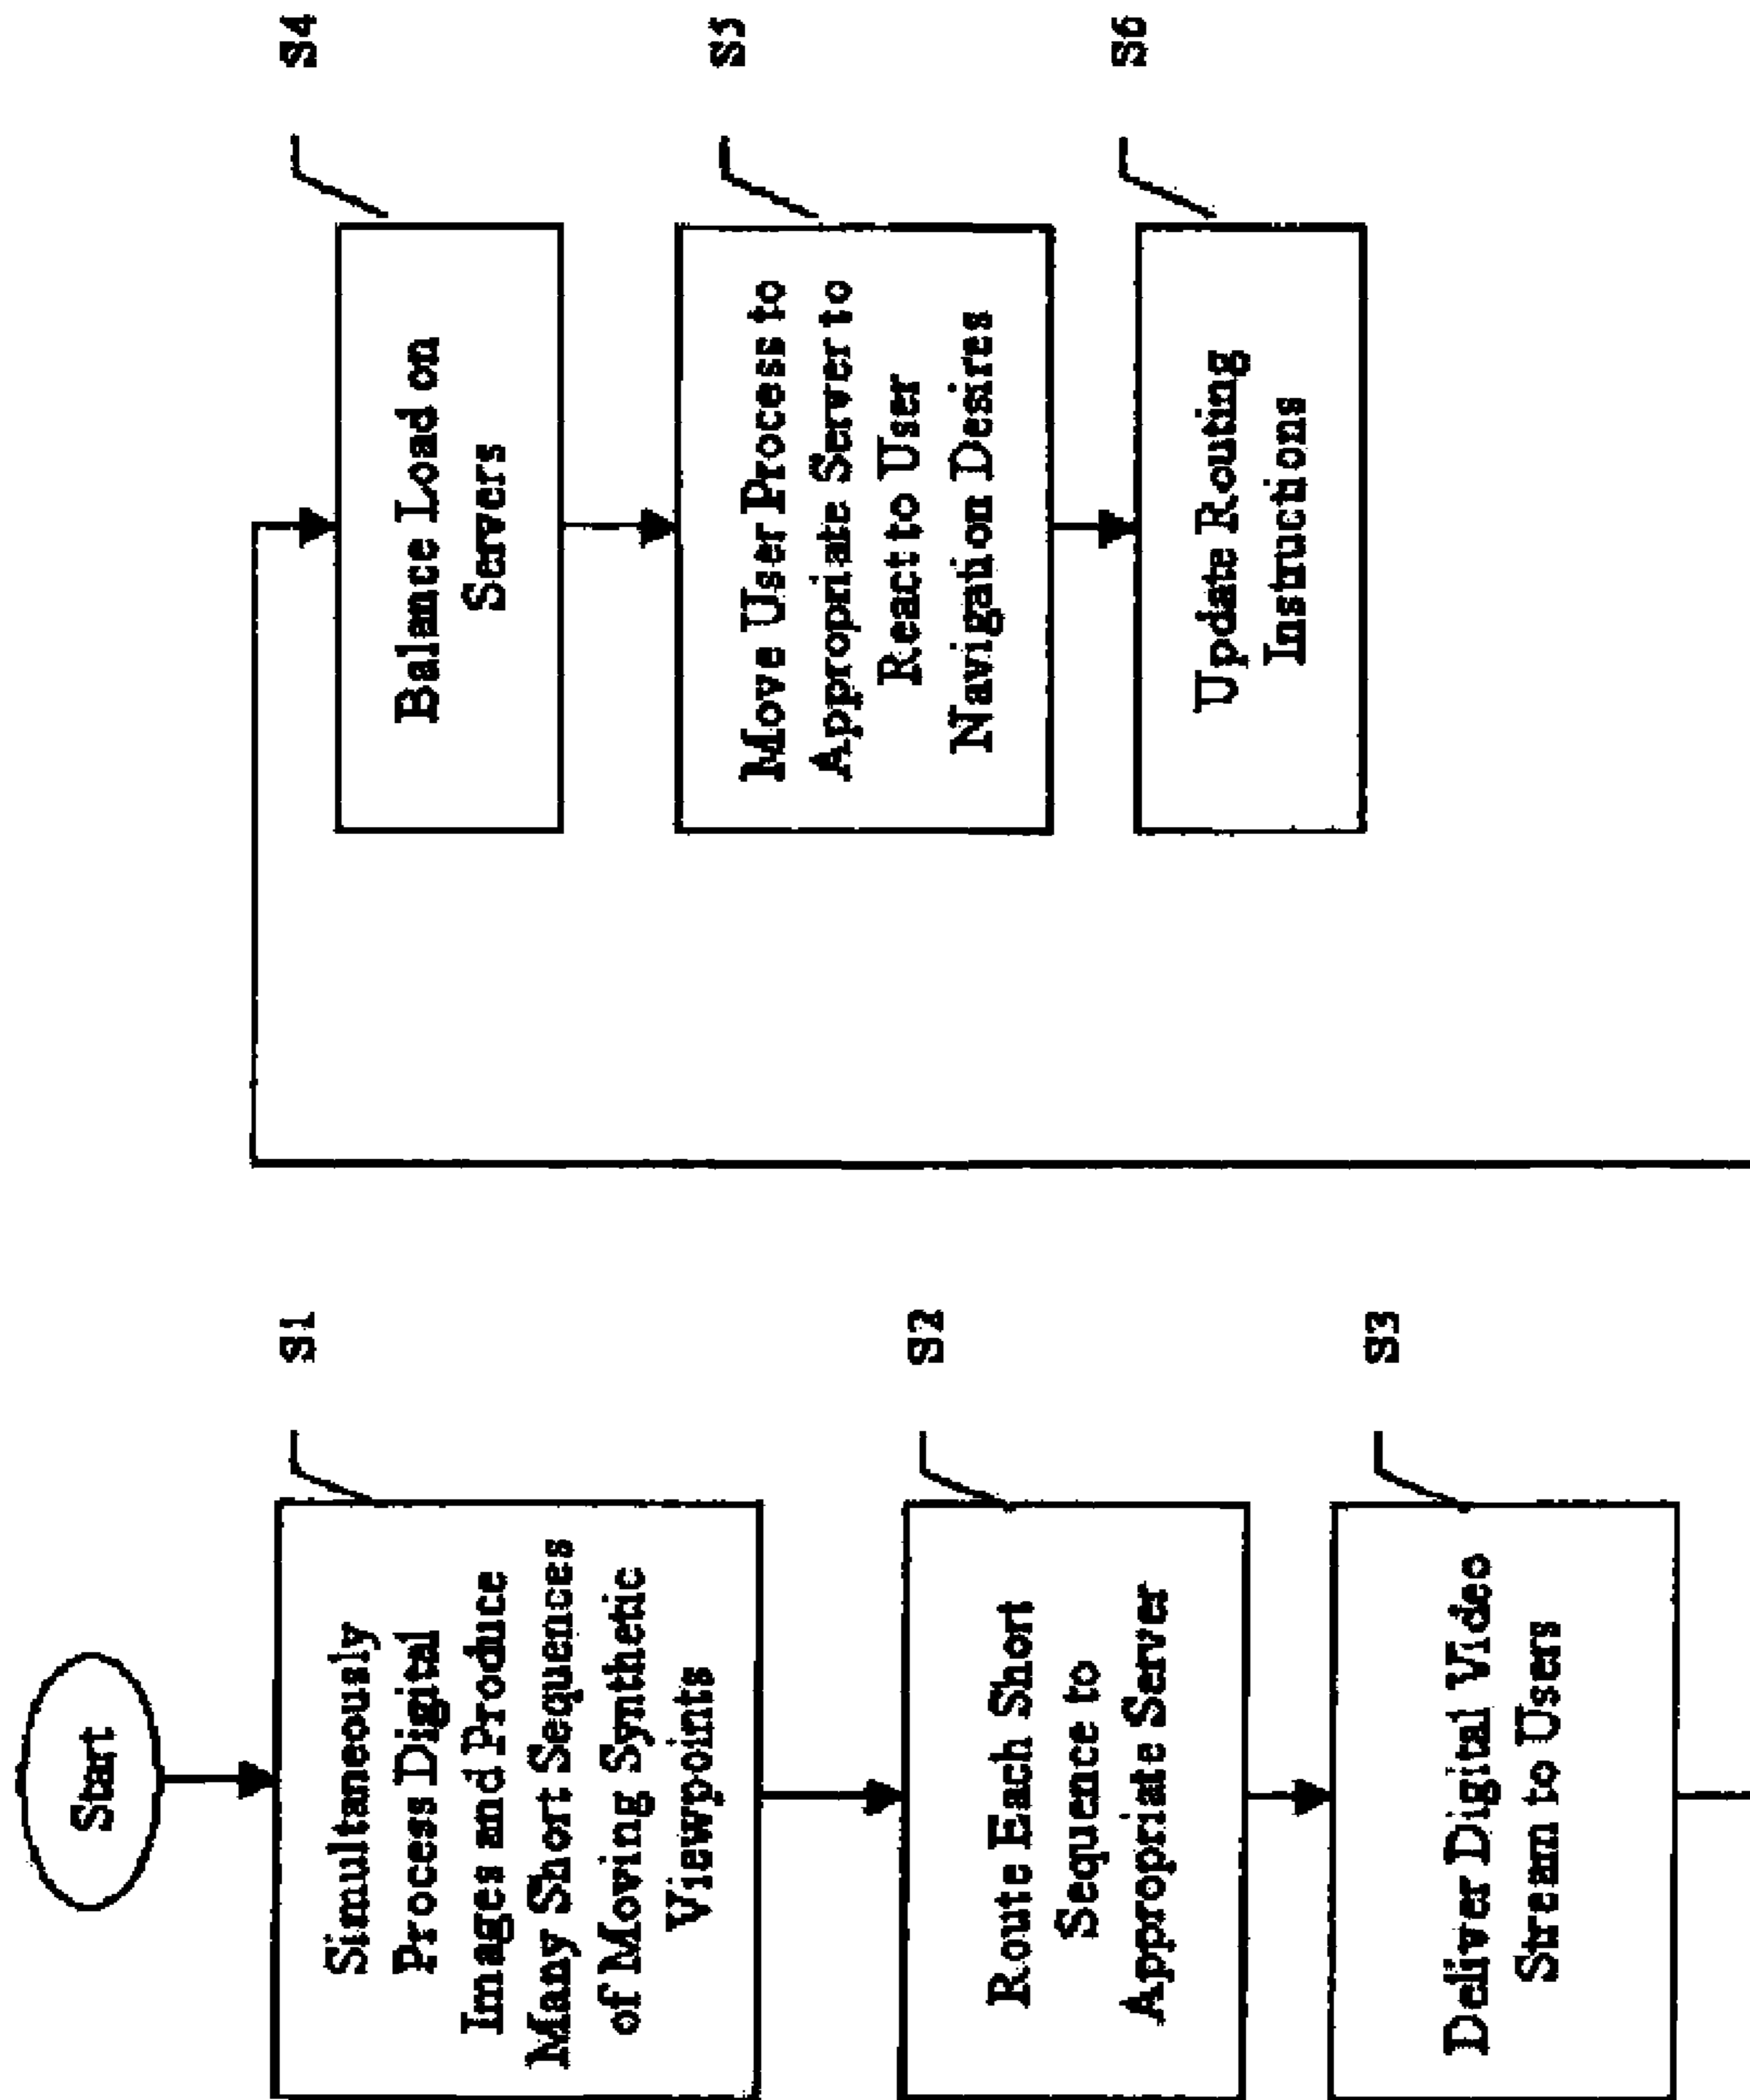 Start
Simultaneously
Process Digital
Images and Produce
Many Short Sequences
of Moving Synthetic
Viewpoints
S1
Route Each Short
Sequence to
Appropriate Server
S2
Deliver Digital Video
Stream to Users
S3
Balance Load on
Servers
S4
Move User Process to
Appropriate Server to
React to User
Navigation Desires
S5
Update Routing
Instructions
S6